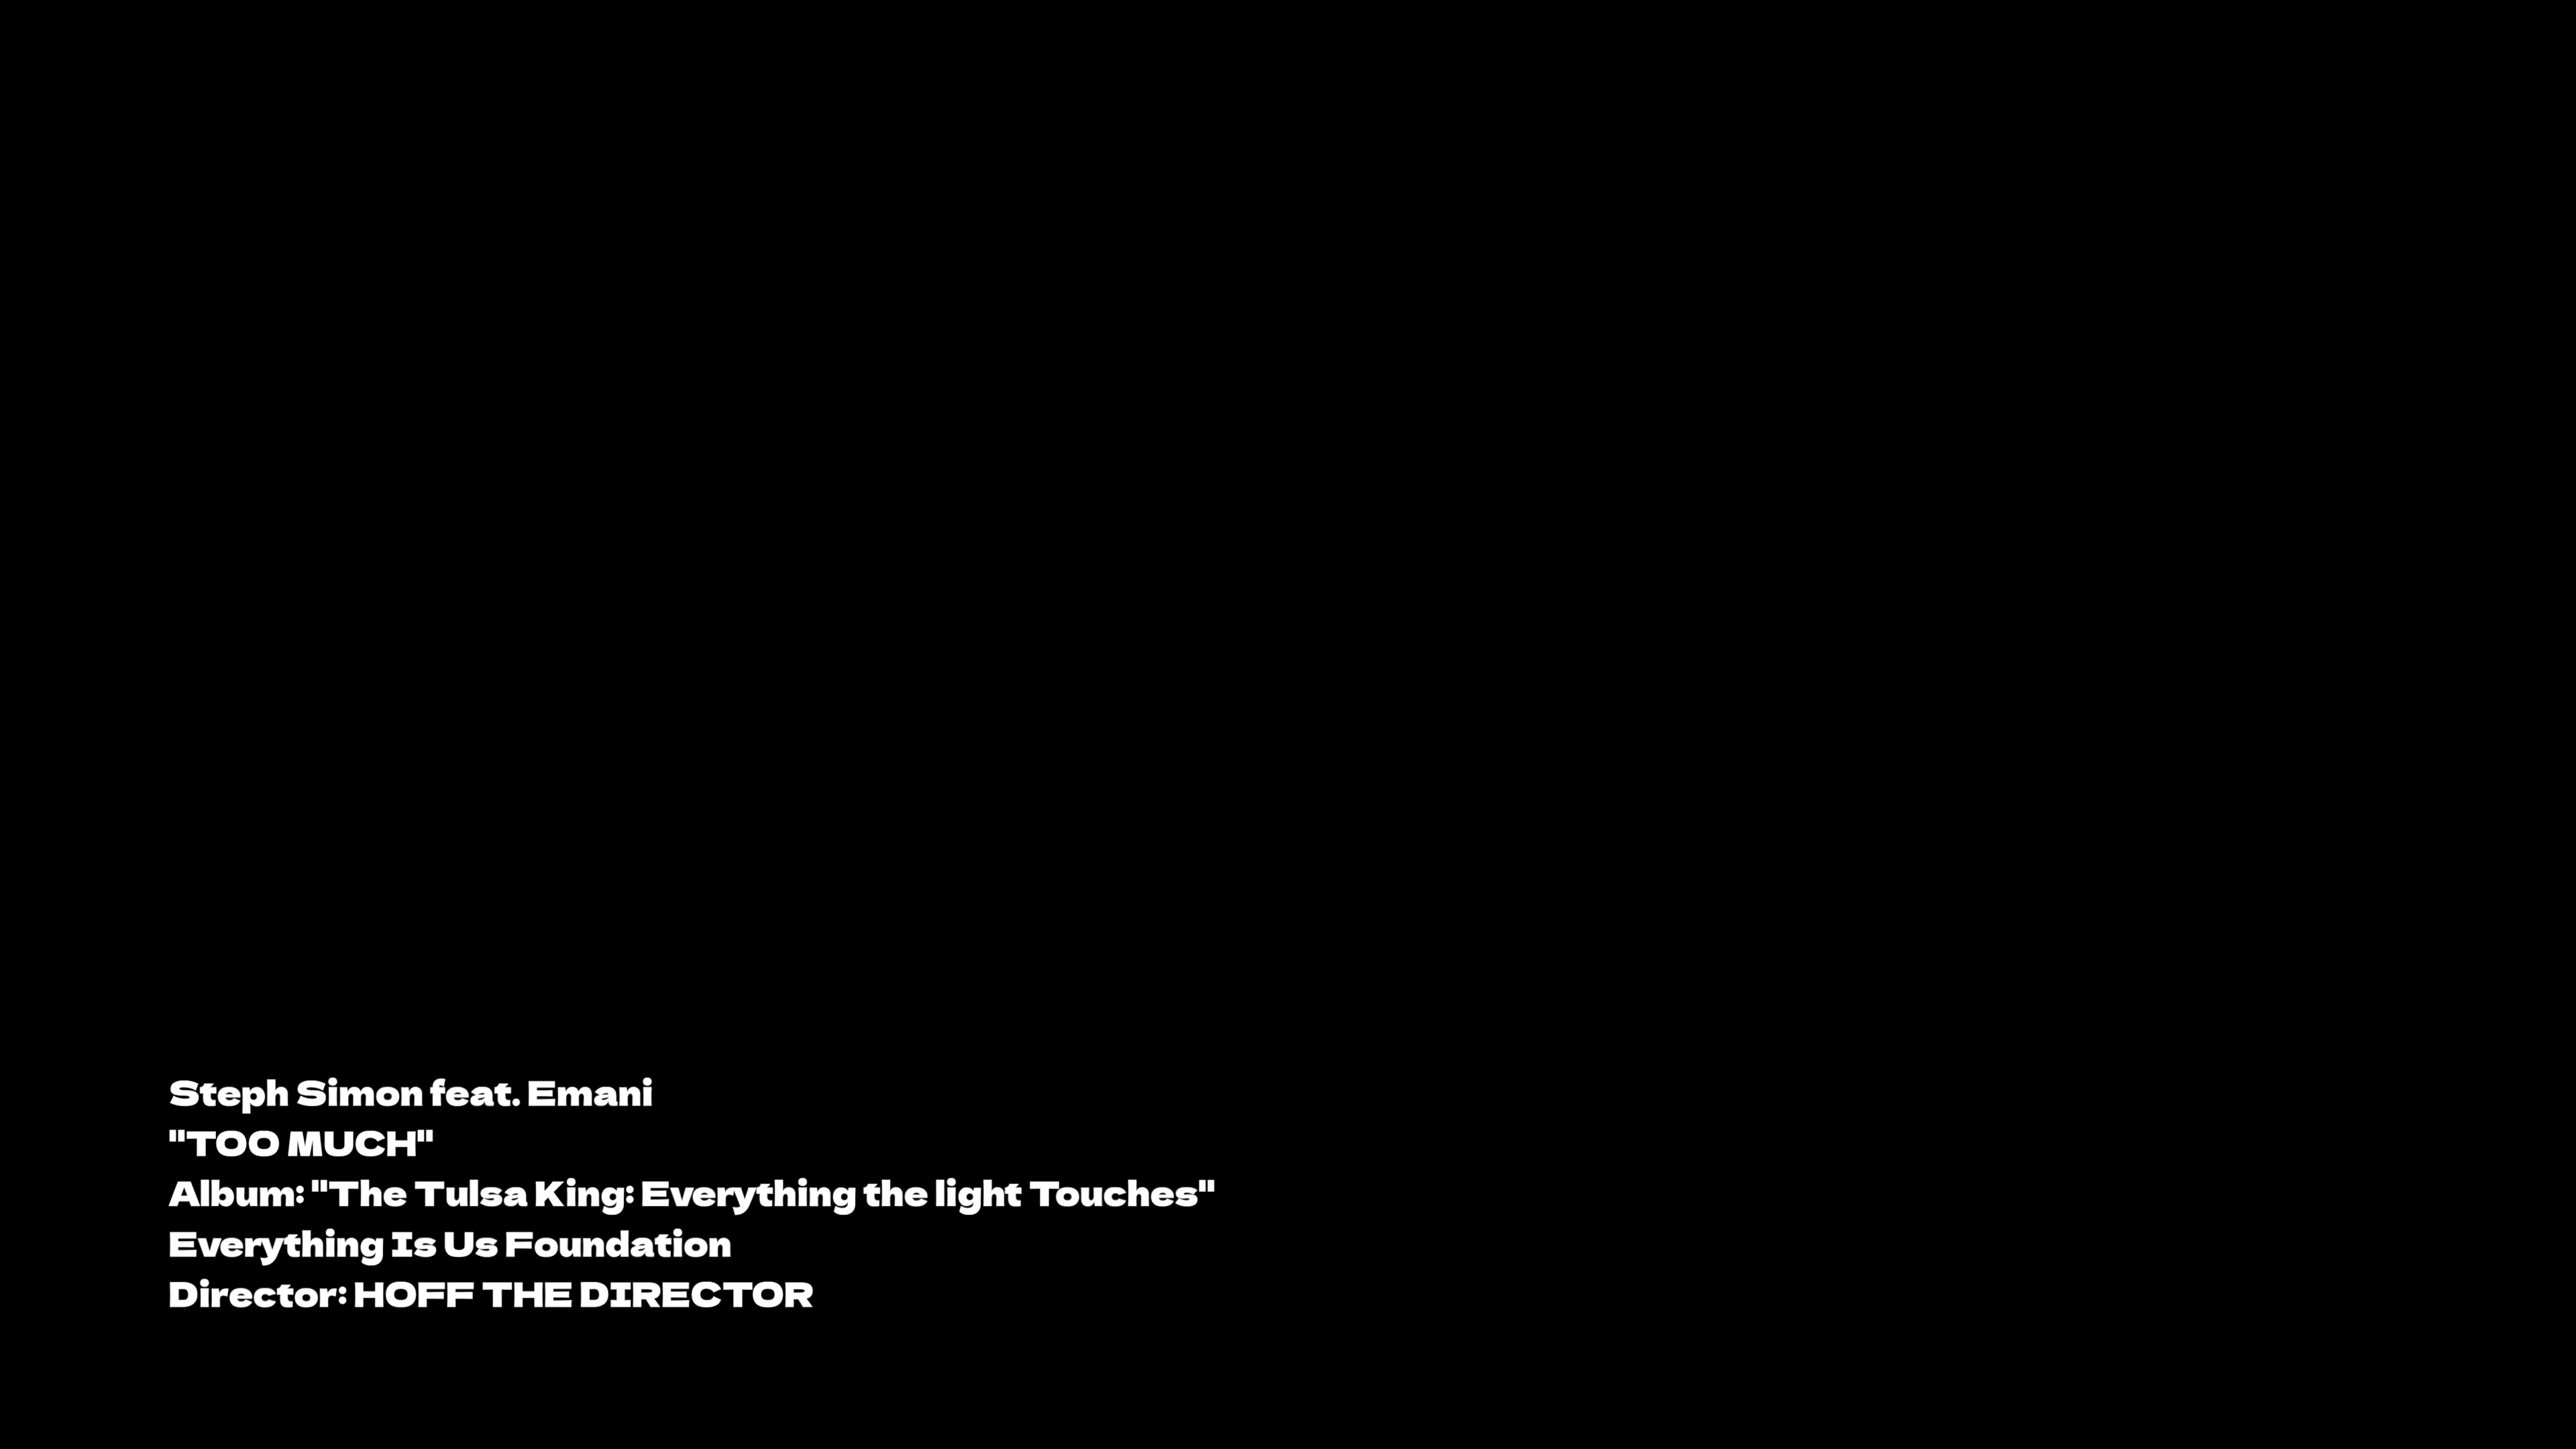 Steph Simon feat. Emani
"TOO MUCH"
Album: "The Tulsa King: Everything the light Touches"
Everything Is Us Foundation
Director: HOFF THE DIRECTOR